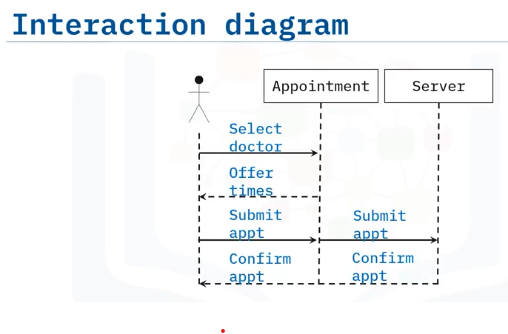 Interaction diagram
Appointment
Server
Select
doctor
Offer
times
Submit
appt
Submit
appt
Confirm
appt
Confirm
appt